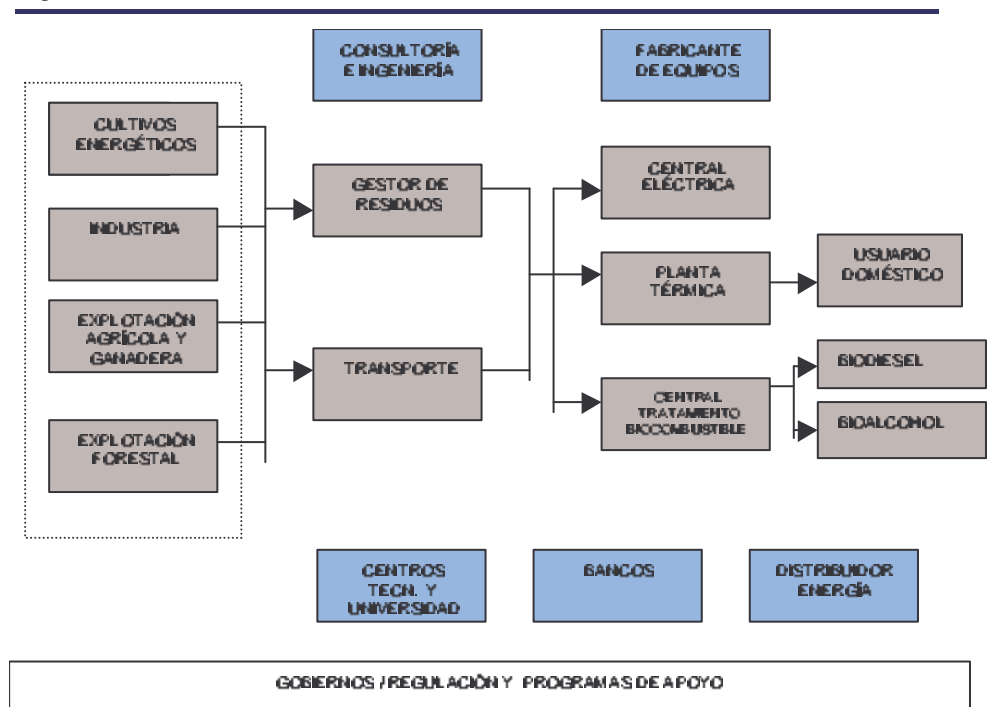 CONSULTORÍA
E INGENIERÍA
FABRICANTE
DE EQUIPOS
CULTIVOS
ENERGÉTICOS
INDUSTRIA
EXPLOTACIÓN
AGRÍCOLA Y
GANADERA
EXPLOTACIÓN
FORESTAL
GESTOR DE
RESIDUOS
TRANSPORTE
CENTRAL
ELÉCTRICA
PLANTA
TÉRMICA
CENTRAL
TRATAMIENTO
BIOCOMBUSTIBLE
USUARIO
DOMÉSTICO
BIODIESEL
BIOALCOHOL
CENTROS
TECN. Y
UNIVERSIDAD
BANCOS
DISTRIBUIDOR
ENERGÍA
GOBIERNOS / REGULACIÓN Y PROGRAMAS DE APOYO